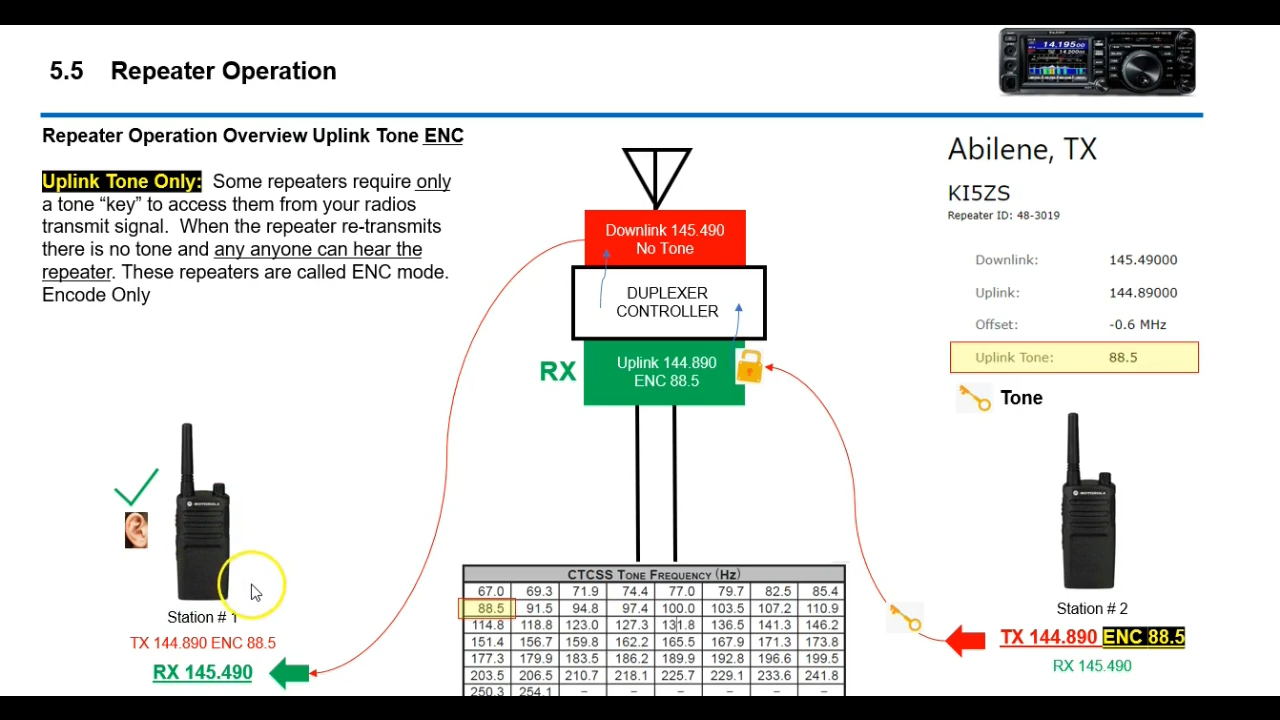 5.5 Repeater Operation
14.19500
Repeater Operation Overview Uplink Tone ENC
Uplink Tone Only: Some repeaters require only
a tone “key” to access them from your radios
transmit signal. When the repeater re-transmits
there is no tone and any anyone can hear the
repeater. These repeaters are called ENC mode.
Encode Only
Downlink 145.490
No Tone
DUPLEXER
CONTROLLER
RX
Uplink 144.890
ENC 88.5
Abilene, TX
KI5ZS
Repeater ID: 48-3019
Downlink: 145.49000
Uplink: 144.89000
Offset: -0.6 MHz
Uplink Tone: 88.5
Tone
MOTOROLA
Station # 1
TX 144.890 ENC 88.5
RX 145.490
CTCSS TONE FREQUENCY (Hz)
67.0 69.3 71.9 74.4 77.0 79.7 82.5 85.4
88.5 91.5 94.8 97.4 100.0 103.5 107.2 110.9
114.8 118.8 123.0 127.3 131.8 136.5 141.3 146.2
151.4 156.7 159.8 162.2 165.5 167.9 171.3 173.8
177.3 179.9 183.5 186.2 189.9 192.8 196.6 199.5
203.5 206.5 210.7 218.1 225.7 229.1 233.6 241.8
250.3 254.1 – – – – – –
MOTOROLA
Station # 2
TX 144.890 ENC 88.5
RX 145.490